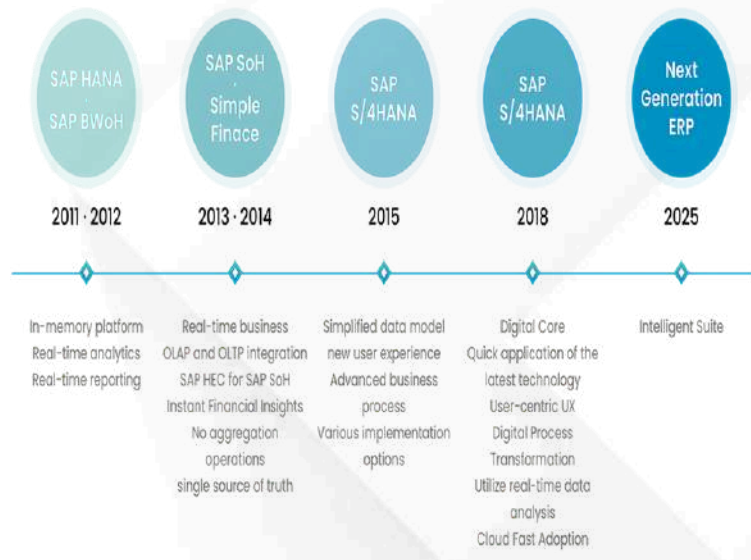 SAP HANA
·
SAP BWoH
SAP SoH
·
Simple
Finace
SAP
S/4HANA
SAP
S/4HANA
Next
Generation
ERP
2011 · 2012
2013 · 2014
2015
2018
2025
In-memory platform
Real-time analytics
Real-time reporting
Real-time business
OLAP and OLTP integration
SAP HEC for SAP SoH
Instant Financial Insights
No aggregation
operations
single source of truth
Simplified data model
new user experience
Advanced business
process
Various implementation
options
Digital Core
Quick application of the
latest technology
User-centric UX
Digital Process
Transformation
Utilize real-time data
analysis
Cloud Fast Adoption
Intelligent Suite